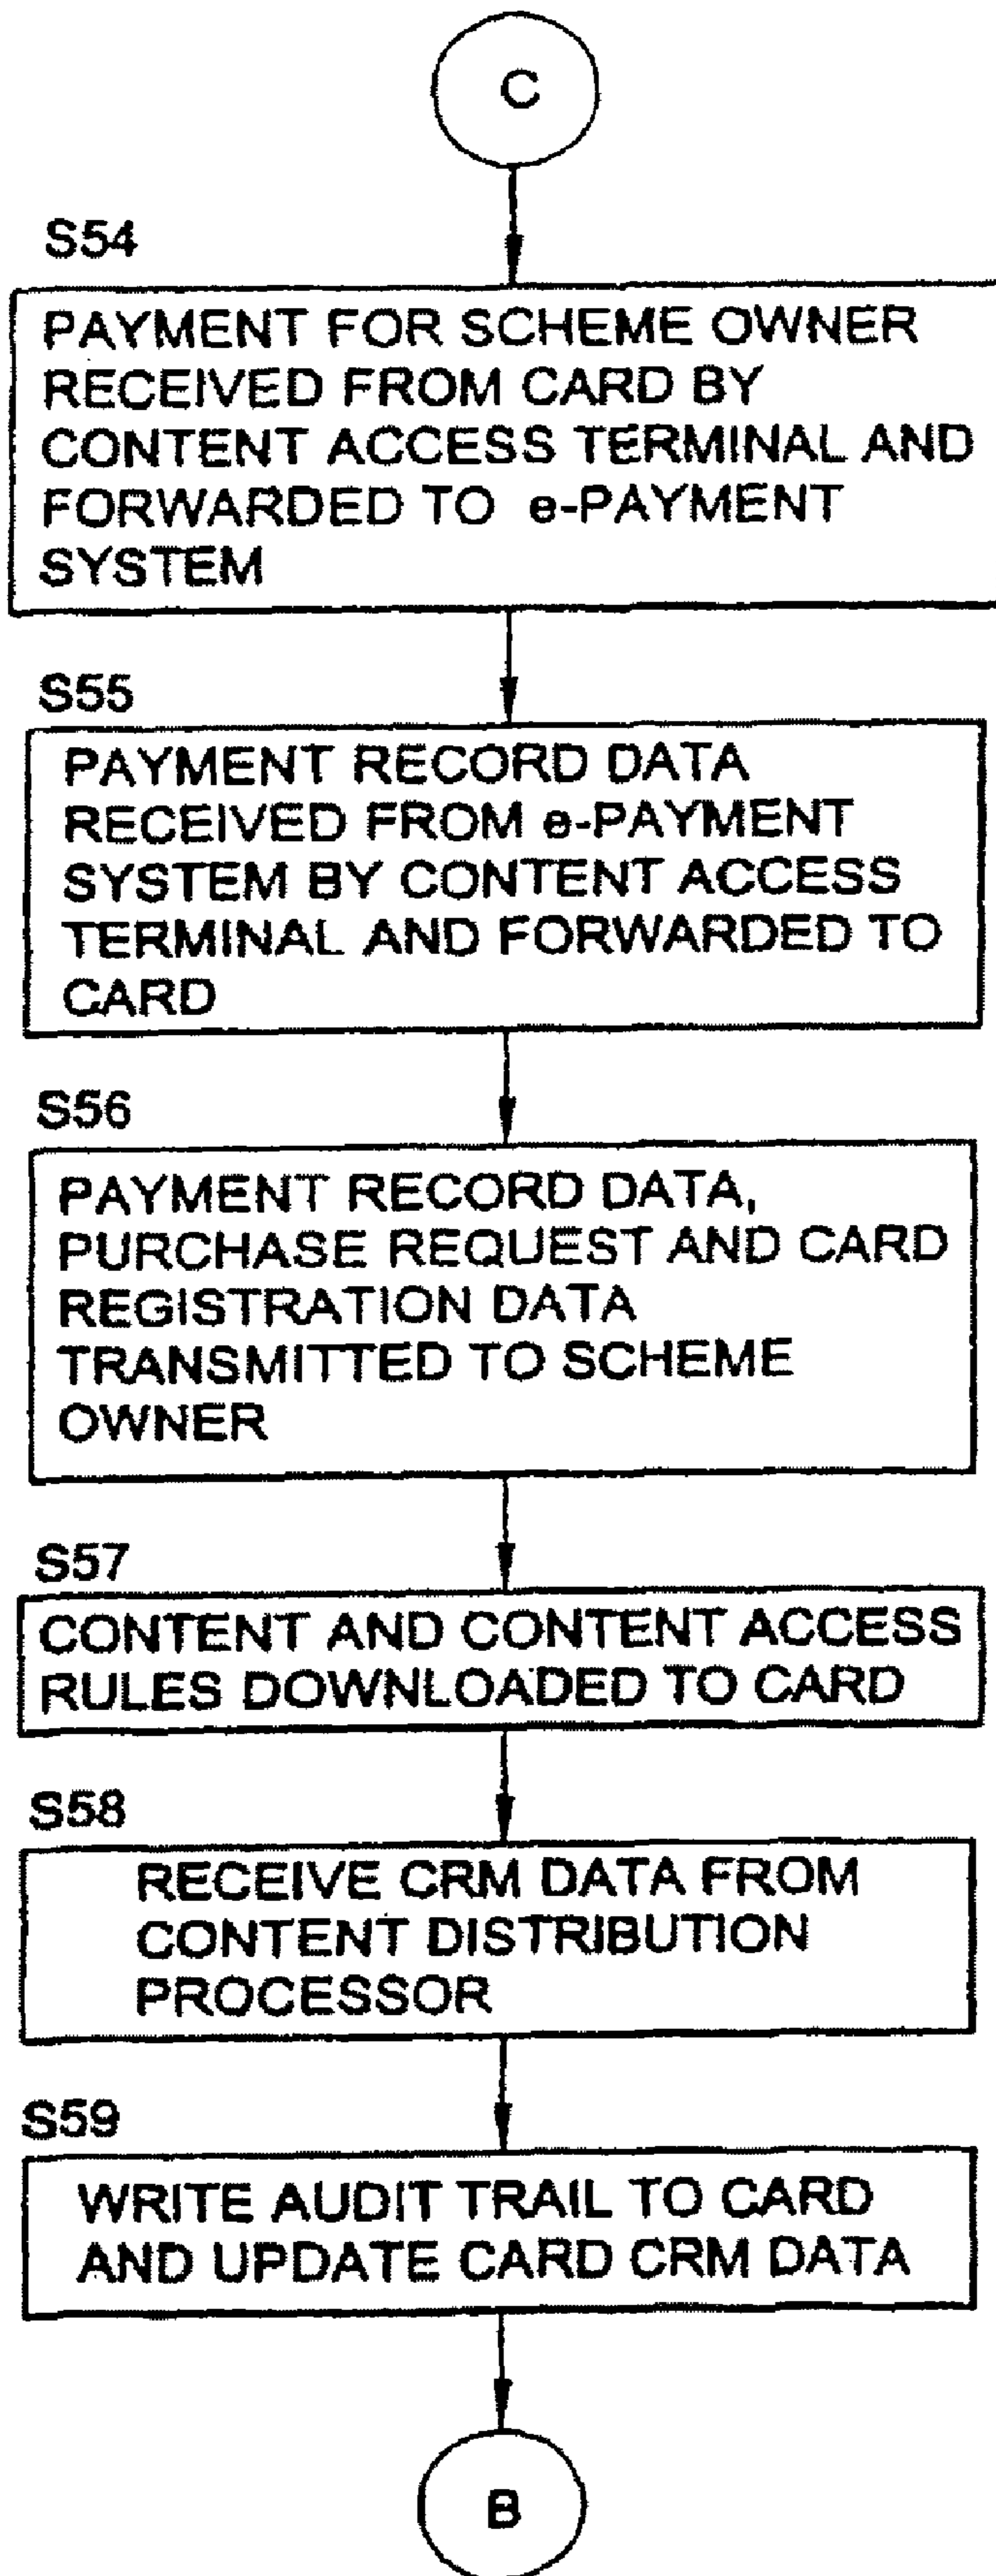 C
S54
PAYMENT FOR SCHEME OWNER
RECEIVED FROM CARD BY
CONTENT ACCESS TERMINAL AND
FORWARDED TO e-PAYMENT
SYSTEM
S55
PAYMENT RECORD DATA
RECEIVED FROM e-PAYMENT
SYSTEM BY CONTENT ACCESS
TERMINAL AND FORWARDED TO
CARD
S56
PAYMENT RECORD DATA,
PURCHASE REQUEST AND CARD
REGISTRATION DATA
TRANSMITTED TO SCHEME
OWNER
S57
CONTENT AND CONTENT ACCESS
RULES DOWNLOADED TO CARD
S58
RECEIVE CRM DATA FROM
CONTENT DISTRIBUTION
PROCESSOR
S59
WRITE AUDIT TRAIL TO CARD
AND UPDATE CARD CRM DATA
B